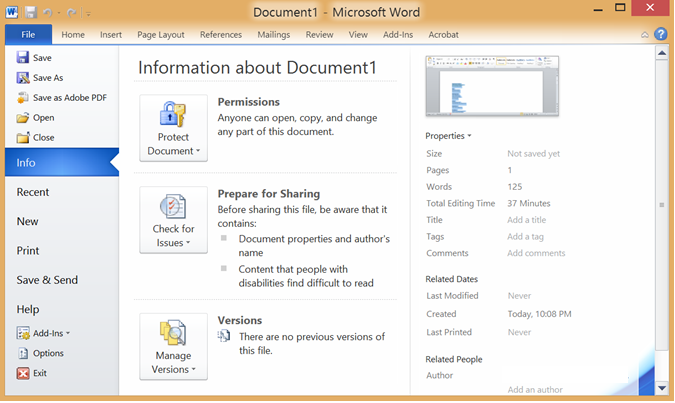 Document1 - Microsoft Word
File Home Insert Page Layout References Mailings Review View Add-Ins Acrobat
Save
Save As
Save as Adobe PDF
Open
Close
Info
Recent
New
Print
Save & Send
Help
Add-Ins
Options
Exit
Information about Document1
Protect
Document
Permissions
Anyone can open, copy, and change
any part of this document.
Check for
Issues
Prepare for Sharing
Before sharing this file, be aware that it
contains:
Document properties and author's
name
Content that people with
disabilities find difficult to read
Manage
Versions
Versions
There are no previous versions of
this file.
Properties
Size Not saved yet
Pages 1
Words 125
Total Editing Time 37 Minutes
Title Add a title
Tags Add a tag
Comments Add comments
Related Dates
Last Modified Never
Created Today, 10:08 PM
Last Printed Never
Related People
Author
Add an author